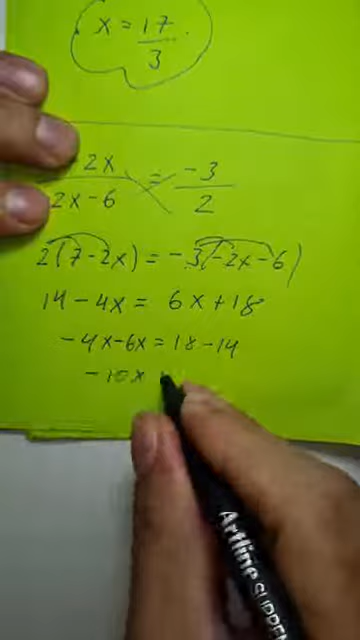 x = 17/3
2x/2x-6 = -3/2
2(7-2x) = -3(-2x-6)
14-4x = 6x+18
-4x-6x = 18-14
-10x
Artline SUPREM